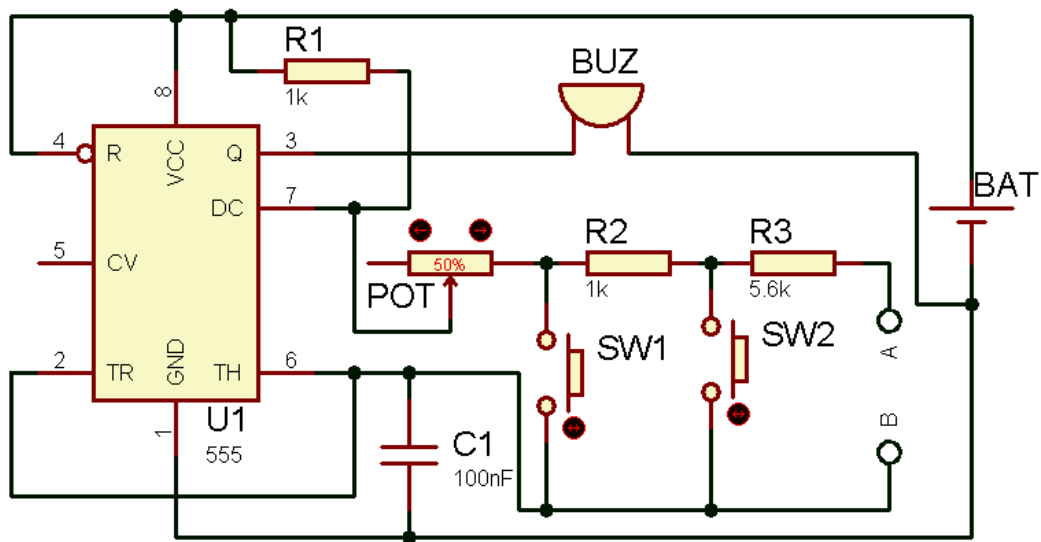 R1
1k
BUZ
8
4
R
VCC
Q
3
DC
7
BAT
5
CV
50%
POT
R2
1k
R3
5.6k
SW1
SW2
A
2
TR
GND
TH
6
1
U1
555
C1
100nF
B